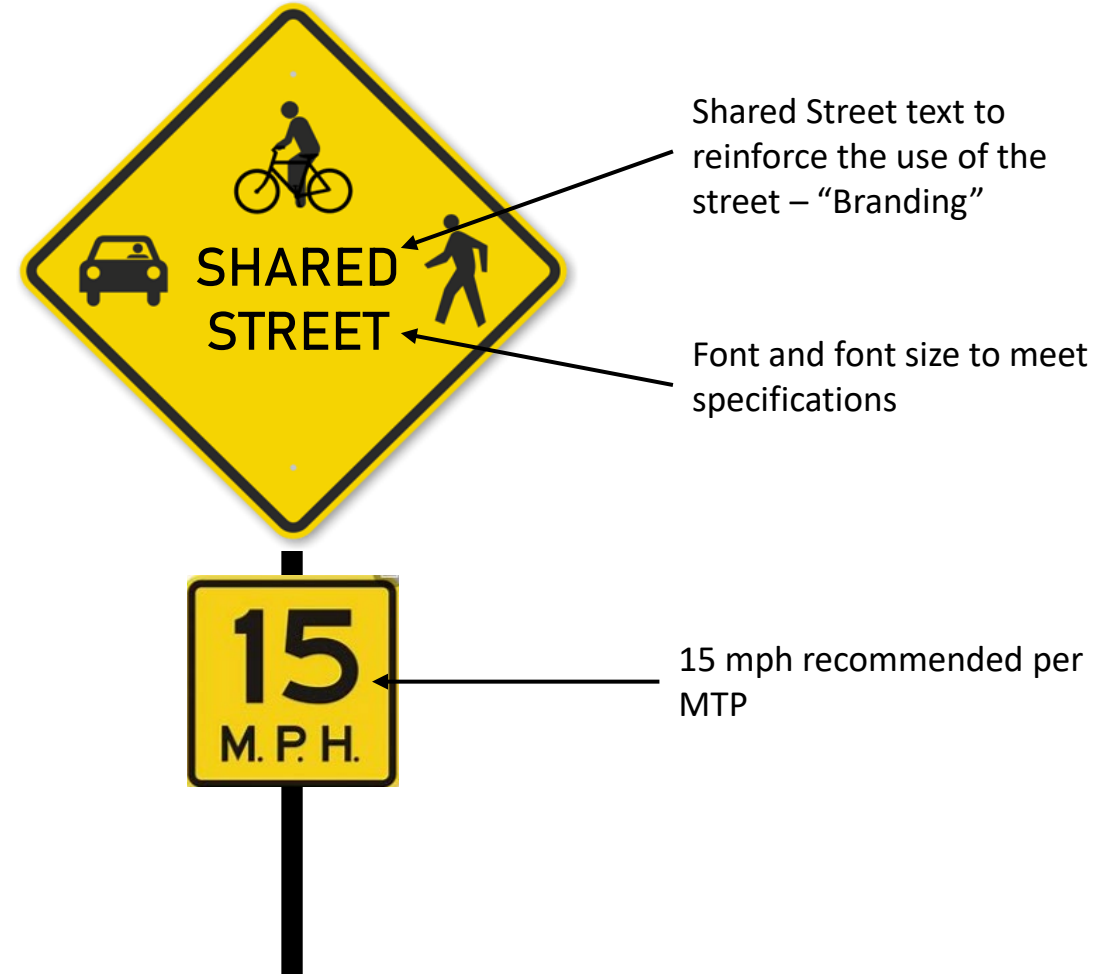 SHARED
STREET
15
M. P. H.
Shared Street text to
reinforce the use of the
street – “Branding”
Font and font size to meet
specifications
15 mph recommended per
MTP